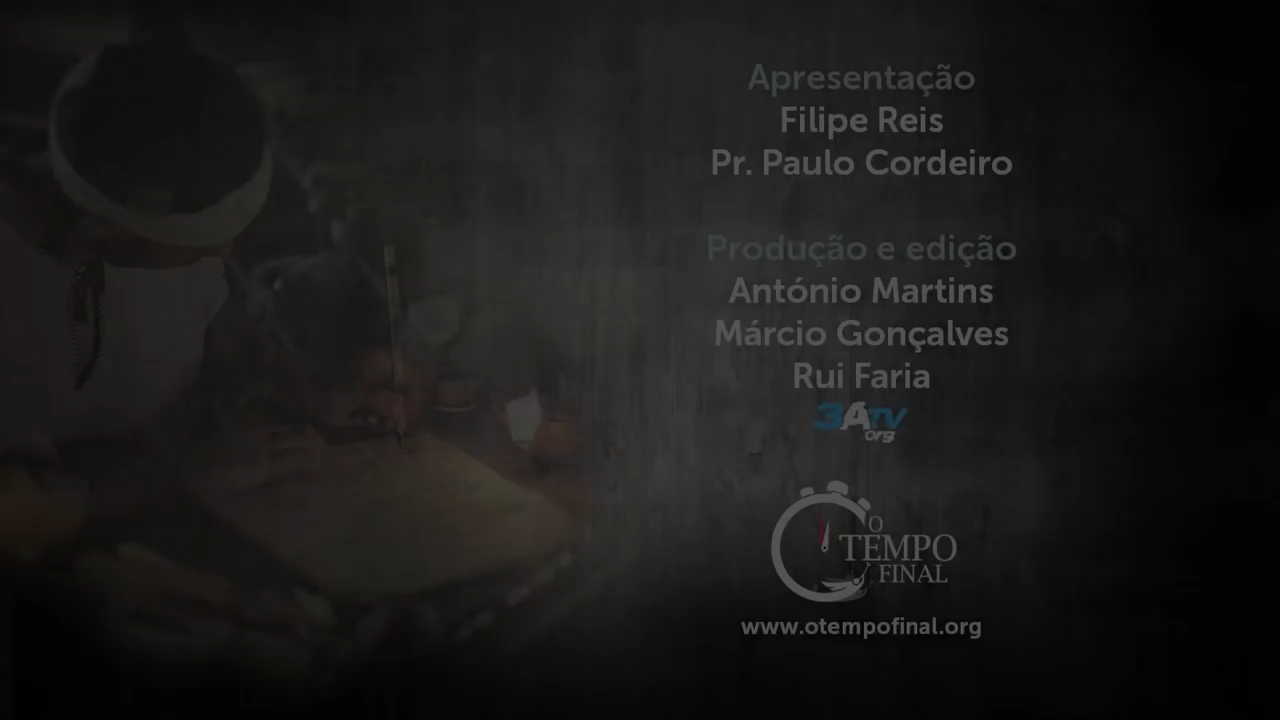 Apresentação
Filipe Reis
Pr. Paulo Cordeiro
Produção e edição
António Martins
Márcio Gonçalves
Rui Faria
3ATV
.org
O
TEMPO
FINAL
www.otempofinal.org